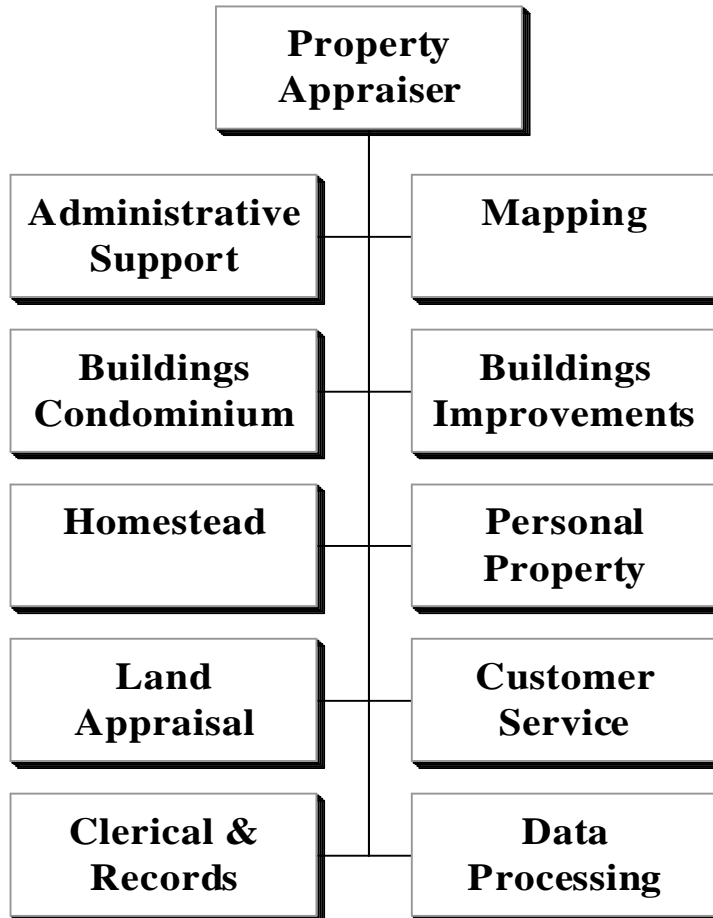 Property
Appraiser
Administrative
Support
Mapping
Buildings
Condominium
Buildings
Improvements
Homestead
Personal
Property
Land
Appraisal
Customer
Service
Clerical &
Records
Data
Processing